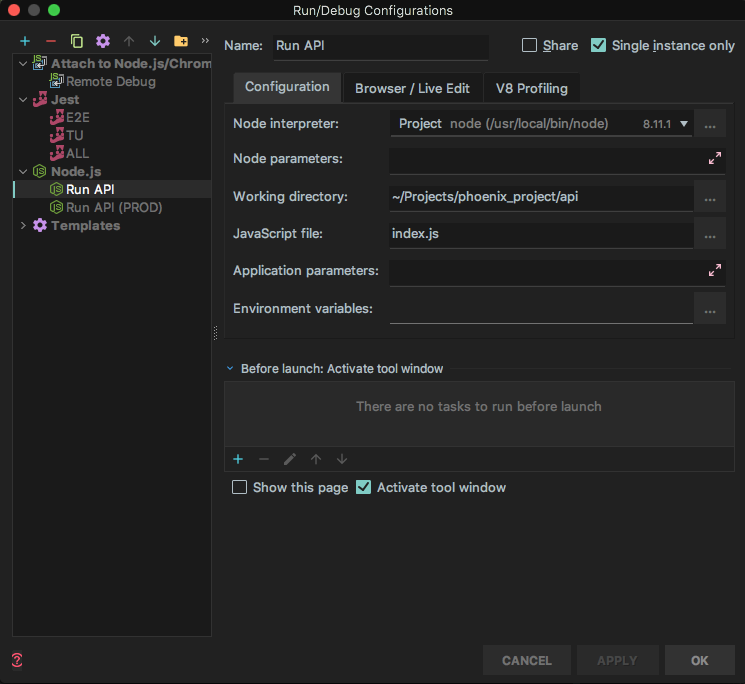 Run/Debug Configurations
Attach to Node.js/Chrom
Remote Debug
Jest
E2E
TU
ALL
Node.js
Run API
Run API (PROD)
Templates
Name: Run API
Share
Single instance only
Configuration
Browser / Live Edit
V8 Profiling
Node interpreter: Project node (/usr/local/bin/node) 8.11.1 ...
Node parameters:
Working directory: ~/Projects/phoenix_project/api ...
JavaScript file: index.js ...
Application parameters:
Environment variables: ...
Before launch: Activate tool window
There are no tasks to run before launch
Show this page
Activate tool window
?
CANCEL
APPLY
OK